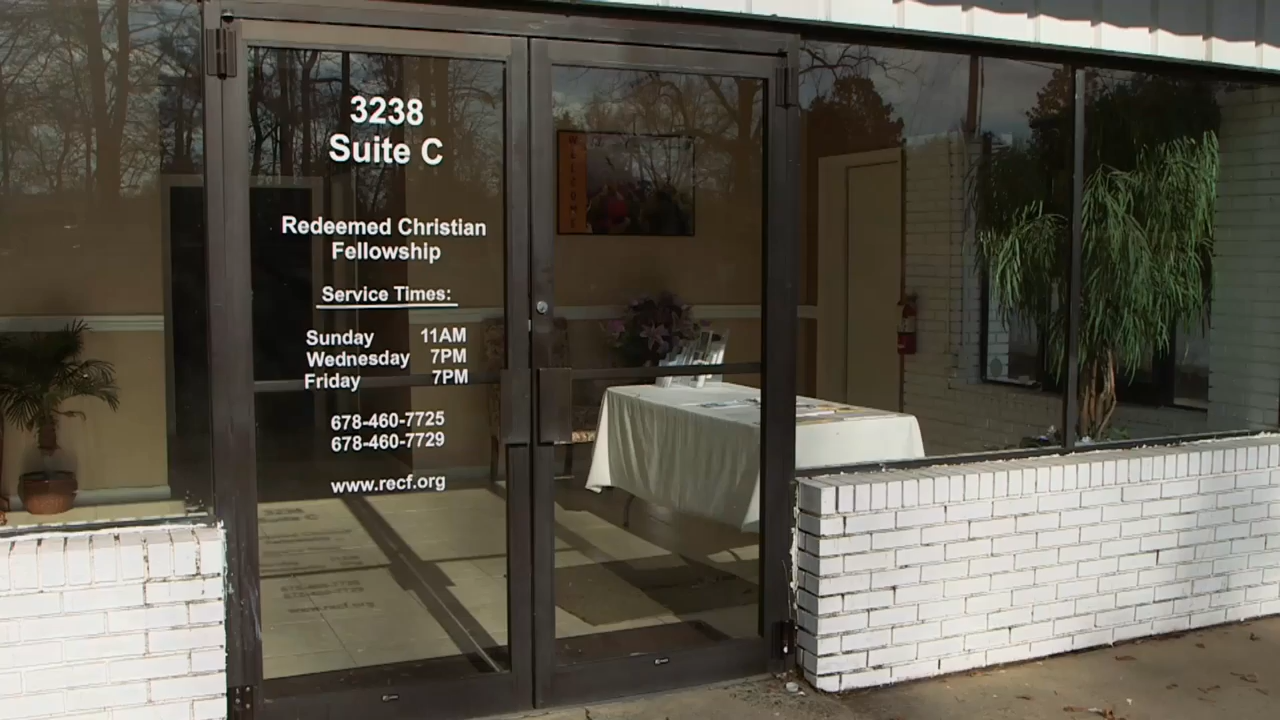 3238
Suite C
Redeemed Christian
Fellowship
Service Times:
Sunday 11AM
Wednesday 7PM
Friday 7PM
678-460-7725
678-460-7729
www.recf.org
WELCOME